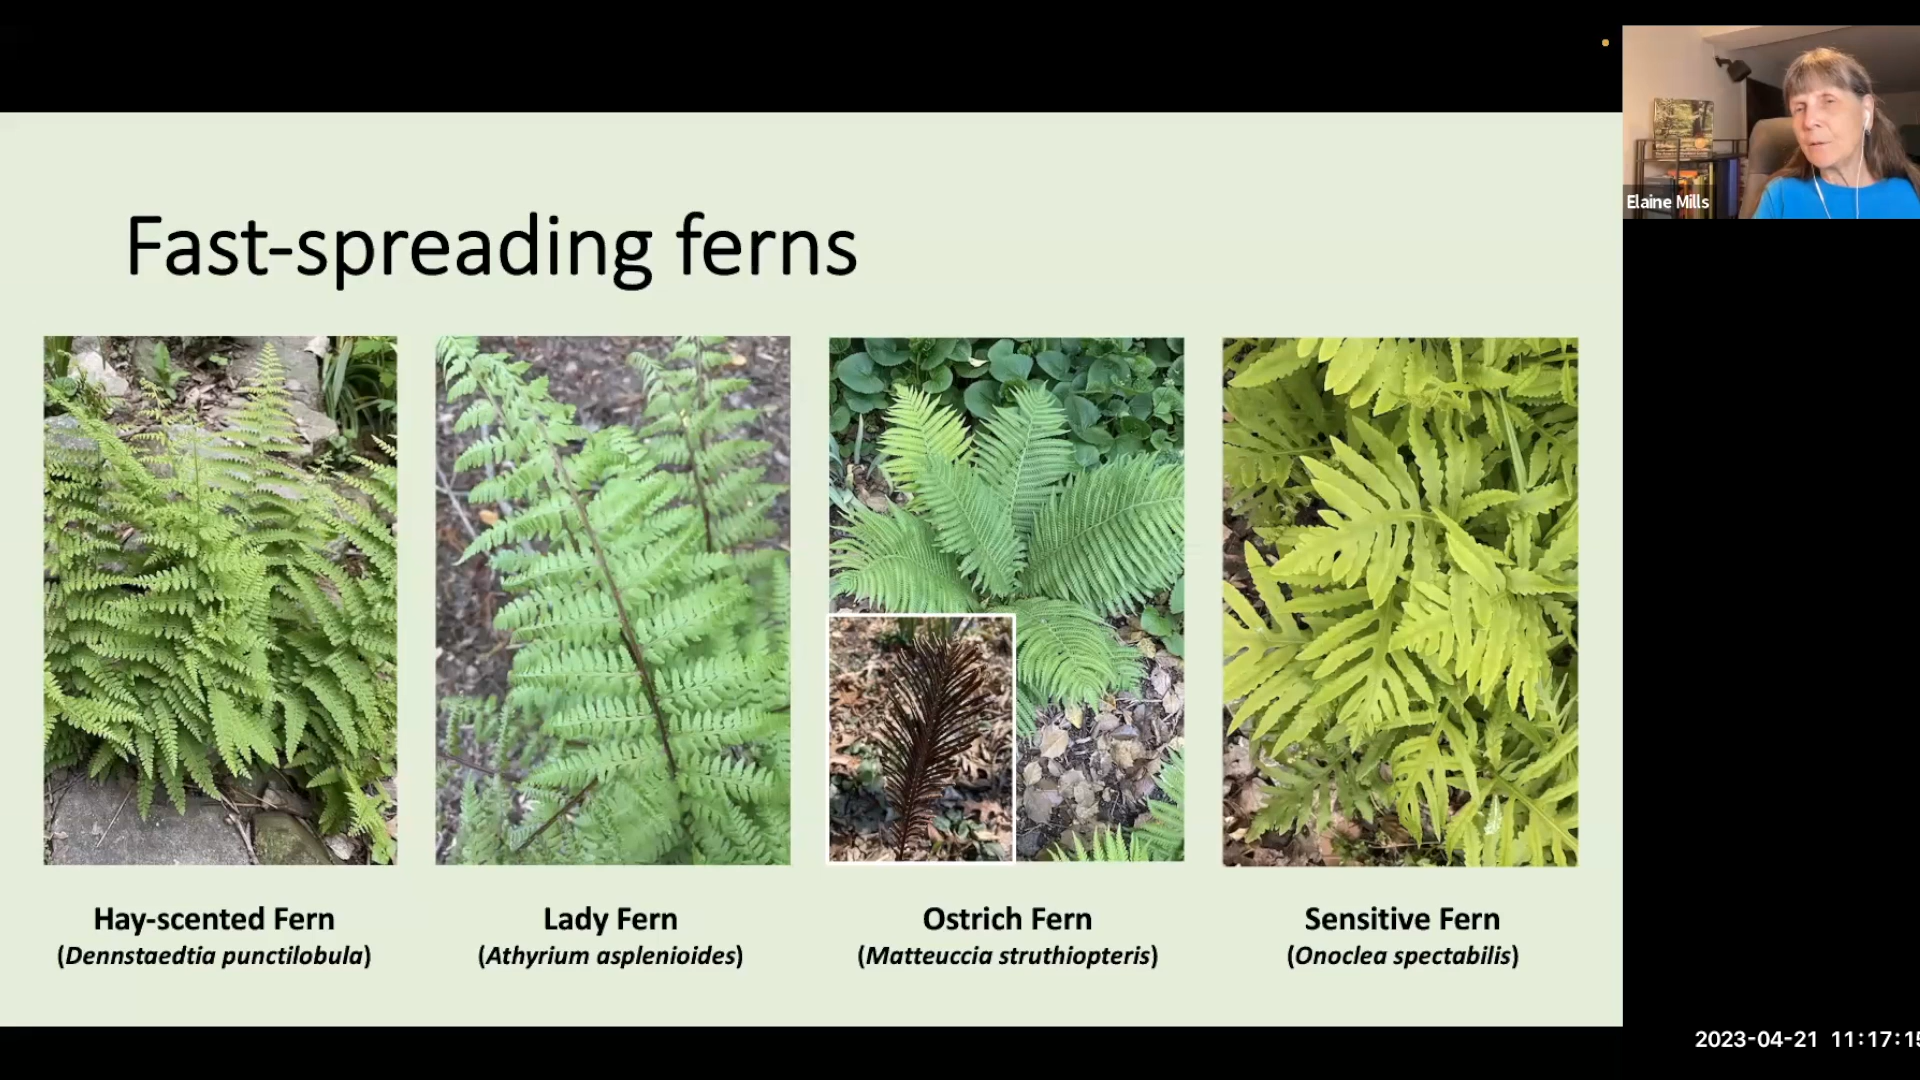 Elaine Mills
Fast-spreading ferns
Hay-scented Fern
(Dennstaedtia punctilobula)
Lady Fern
(Athyrium asplenioides)
Ostrich Fern
(Matteuccia struthiopteris)
Sensitive Fern
(Onoclea spectabilis)
2023-04-21 11:17:15